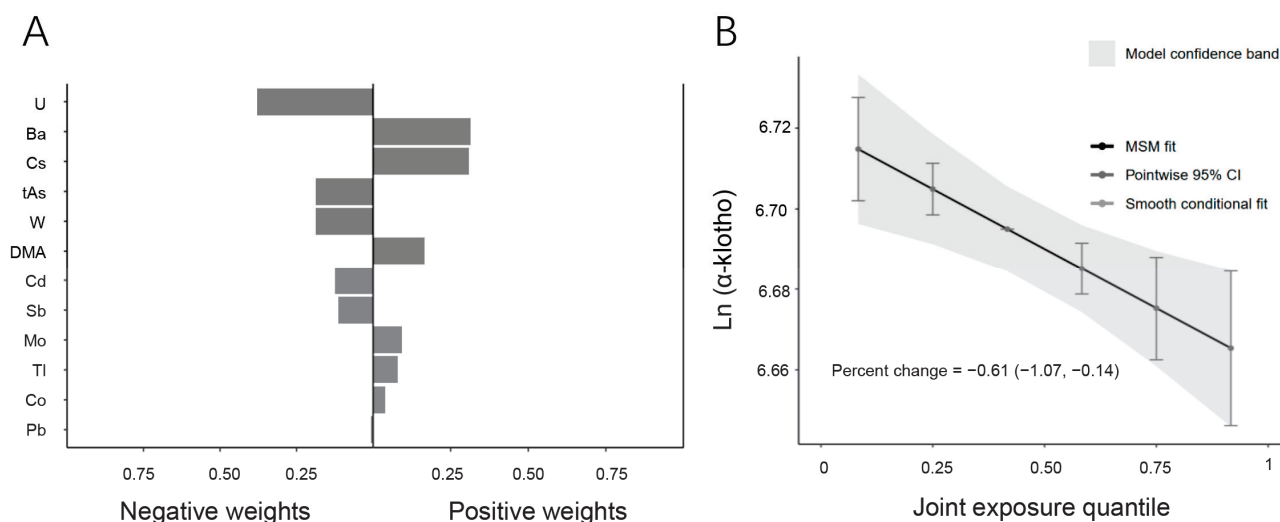 A
U
Ba
Cs
tAs
W
DMA
Cd
Sb
Mo
Tl
Co
Pb
0.75 0.50 0.25 0.25 0.50 0.75
Negative weights Positive weights
B
Model confidence band
MSM fit
Pointwise 95% CI
Smooth conditional fit
Ln (α-klotho)
6.72
6.70
6.68
6.66
Percent change = −0.61 (−1.07, −0.14)
0 0.25 0.50 0.75 1
Joint exposure quantile